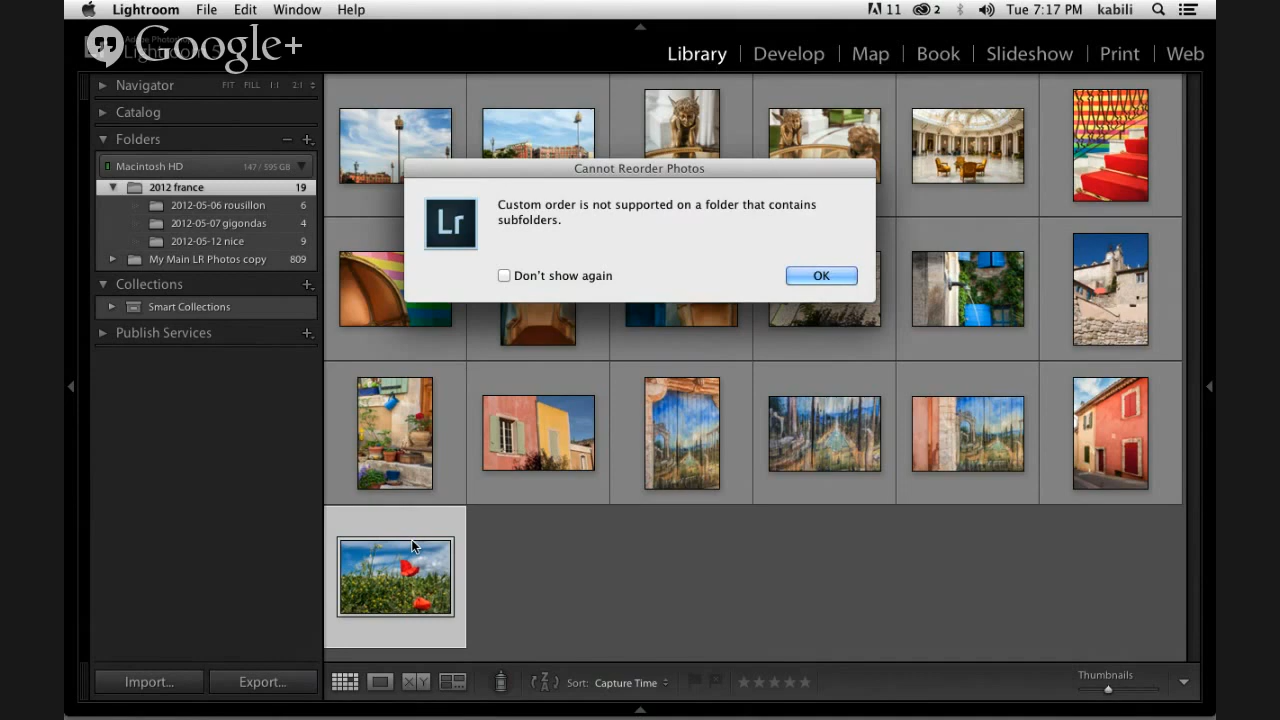 Lightroom File Edit Window Help
11 2 Tue 7:17 PM kabili
Google+
Library | Develop | Map | Book | Slideshow | Print | Web
Navigator FIT FILL 1:1 2:1
Catalog
Folders
Macintosh HD 147 / 595 GB
2012 france 19
2012-05-06 rousillon 6
2012-05-07 gigondas 4
2012-05-12 nice 9
My Main LR Photos copy 809
Collections
Smart Collections
Publish Services
Cannot Reorder Photos
Lr
Custom order is not supported on a folder that contains
subfolders.
Don't show again
OK
Import... Export...
XY
AZ Sort: Capture Time
Thumbnails